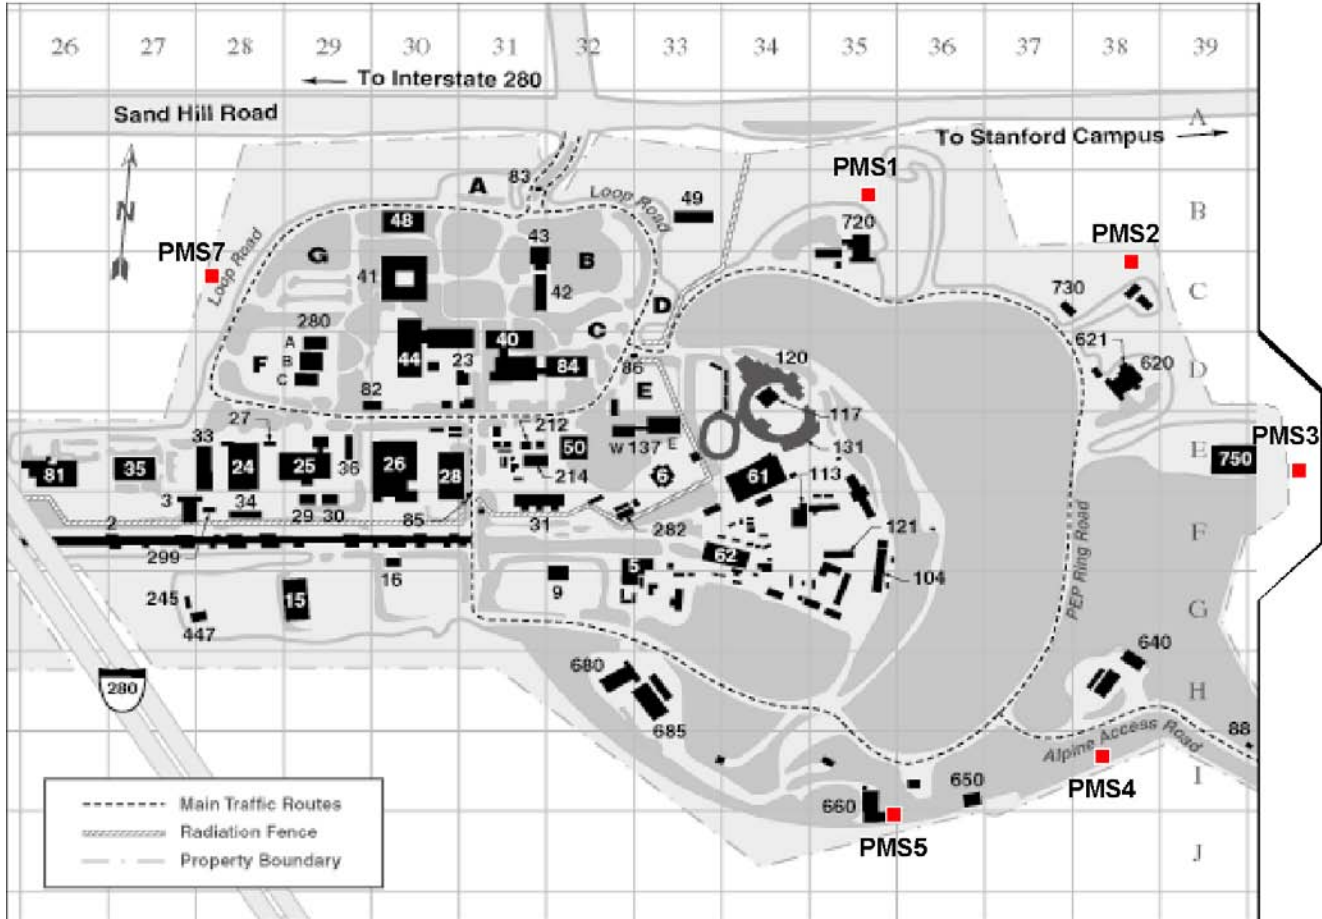 26 27 28 29 30 31 32 33 34 35 36 37 38 39
To Interstate 280
Sand Hill Road
A
To Stanford Campus
PMS1
83
A
49
Loop Road
N
48
720
B
PMS2
PMS7
Loop Road
G
43
B
41
42
730
C
D
280
C
A
40
621
F
B
44
23
84
86
120
620
D
C
82
E
117
27
212
131
PMS3
33
W 137 E
E
81
35
24
25
36
26
28
50
214
6
61
113
750
3
34
29
30
85
31
282
121
2
F
299
62
16
9
5
104
245
15
PEP Ring Road
G
447
640
680
280
H
685
88
Alpine Access Road
I
650
Main Traffic Routes
660
PMS4
Radiation Fence
PMS5
Property Boundary
J